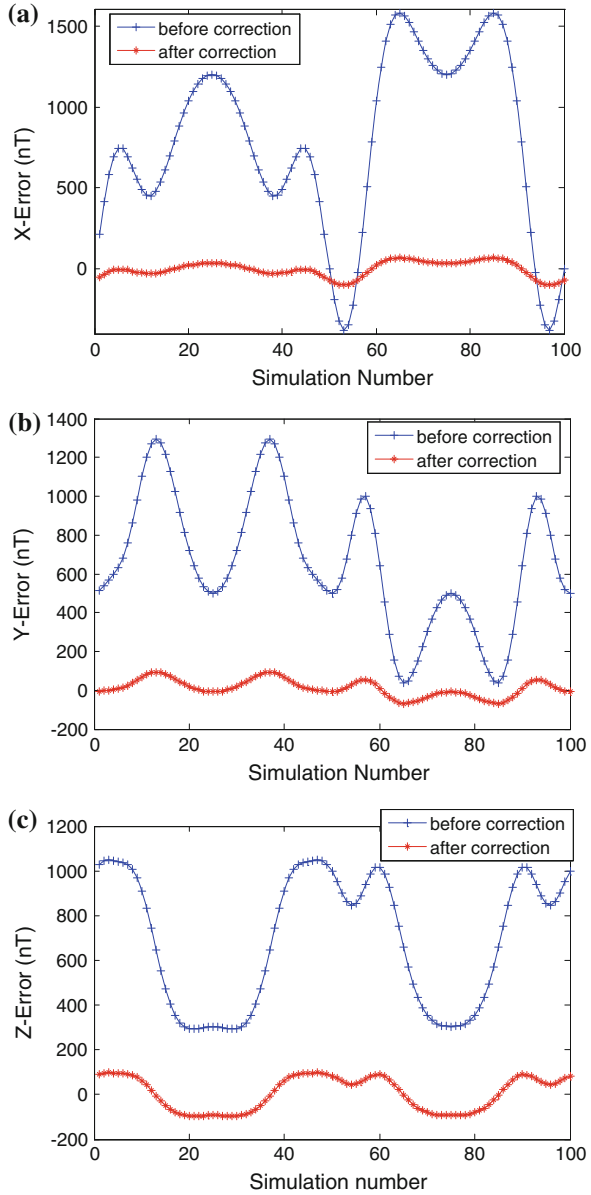 (a)
1500
1000
500
0
X-Error (nT)
before correction
after correction
0 20 40 60 80 100
Simulation Number
(b)
1400
1200
1000
800
600
400
200
0
-200
Y-Error (nT)
before correction
after correction
0 20 40 60 80 100
Simulation Number
(c)
1200
1000
800
600
400
200
0
-200
Z-Error (nT)
before correction
after correction
0 20 40 60 80 100
Simulation number